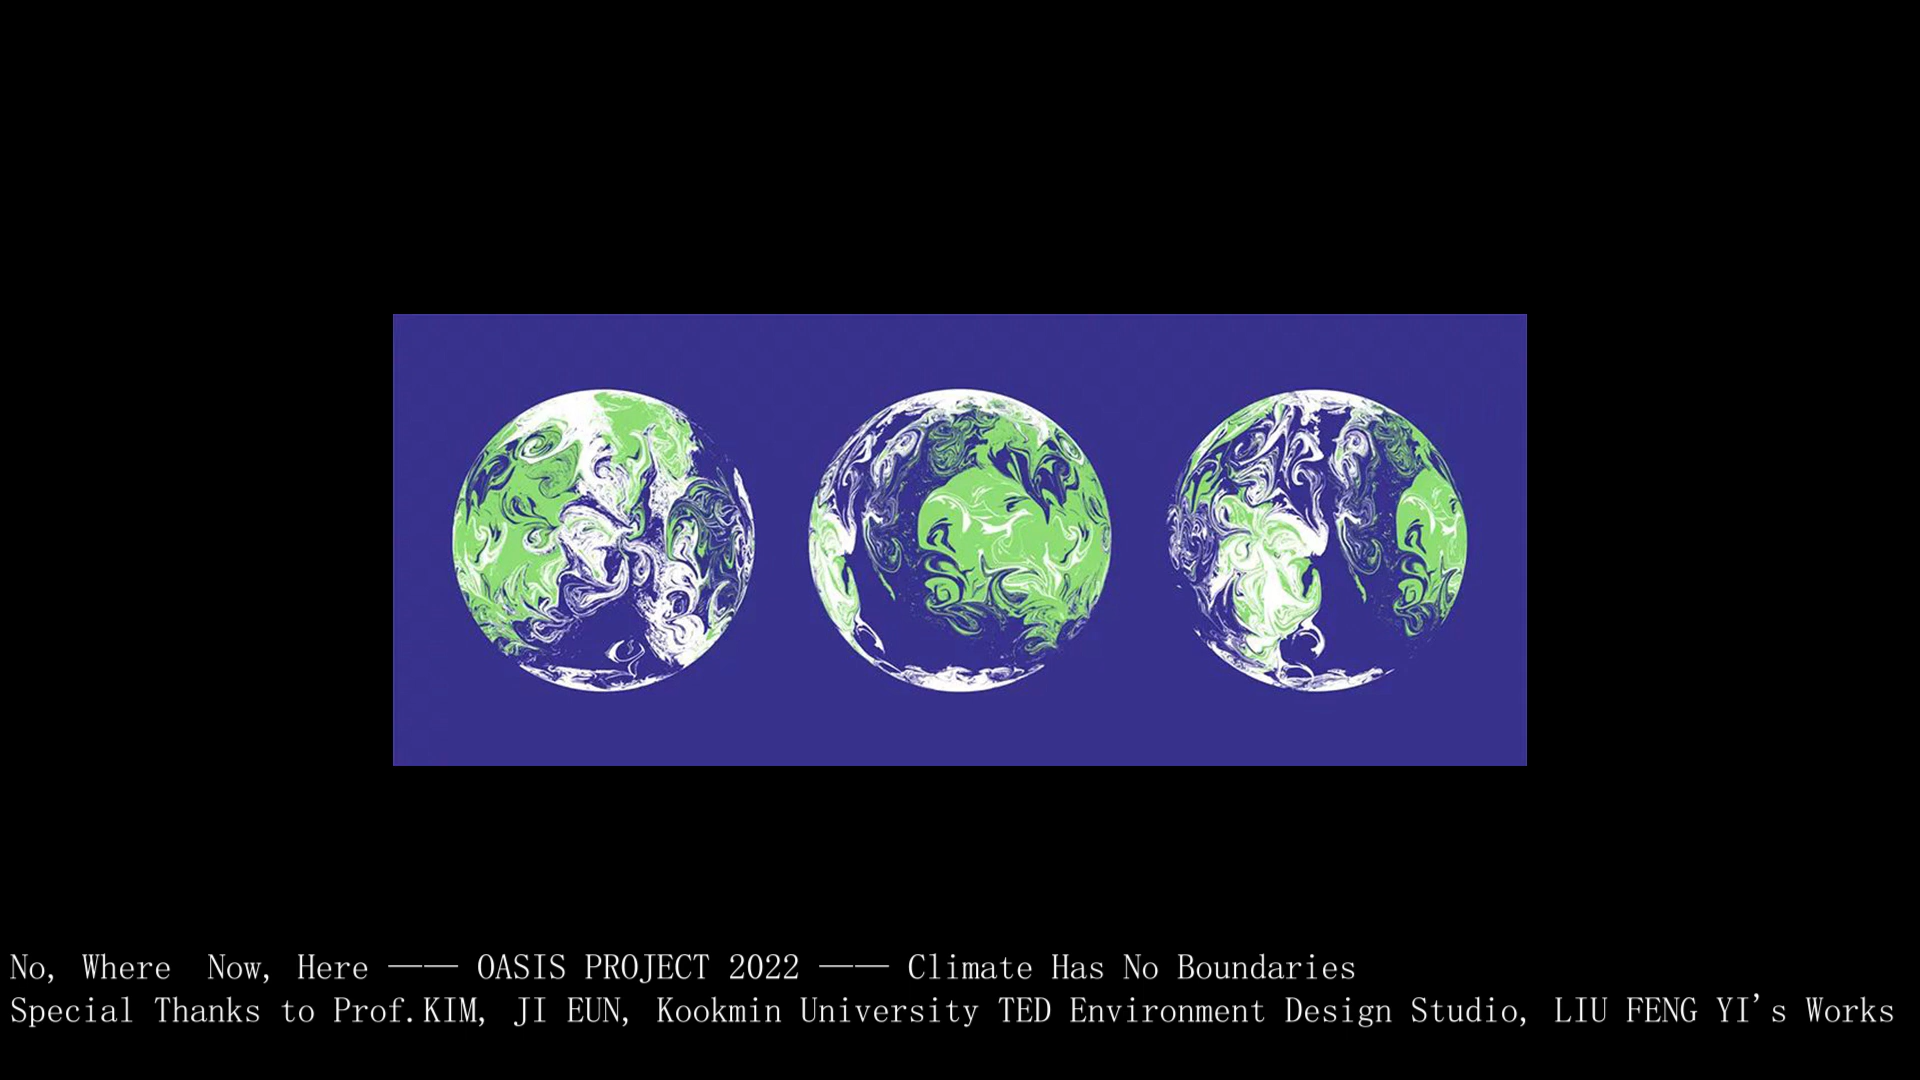 No, Where  Now, Here —— OASIS PROJECT 2022 —— Climate Has No Boundaries
Special Thanks to Prof.KIM, JI EUN, Kookmin University TED Environment Design Studio, LIU FENG YI's Works